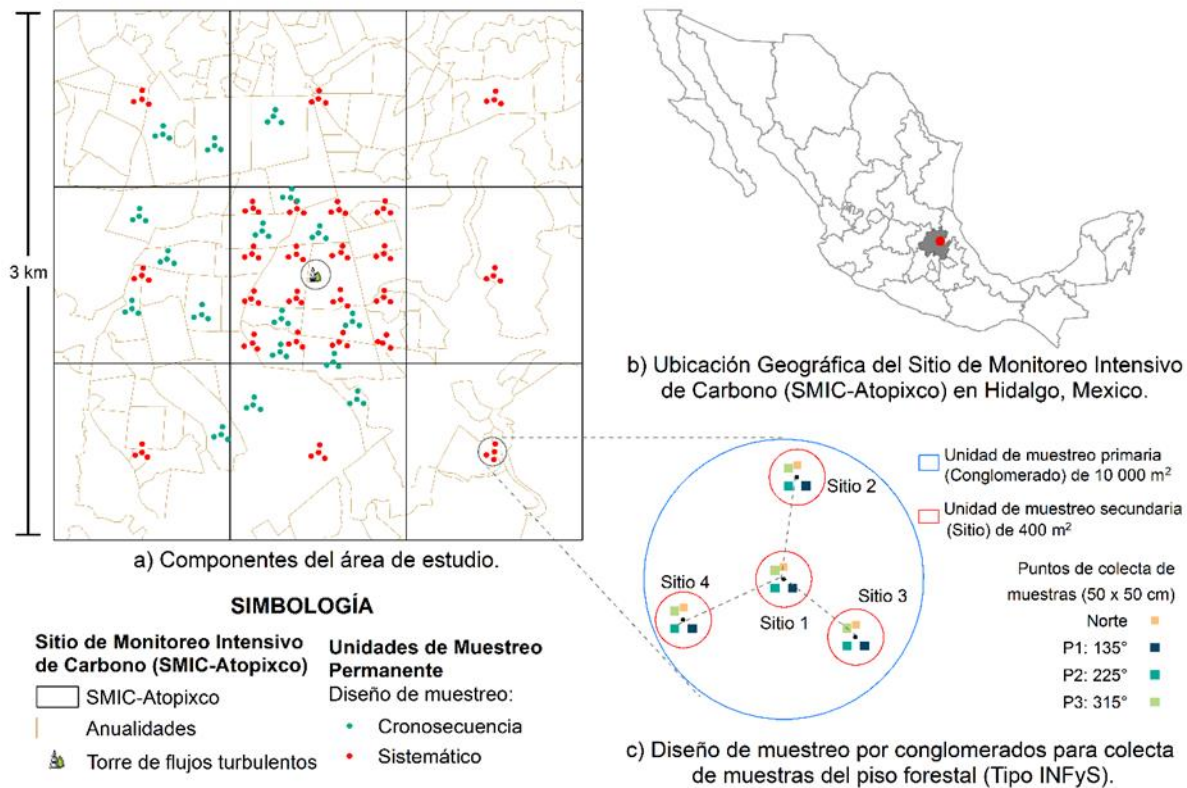 3 km
a) Componentes del área de estudio.
SIMBOLOGÍA
Sitio de Monitoreo Intensivo
de Carbono (SMIC-Atopixco)
SMIC-Atopixco
Anualidades
Torre de flujos turbulentos
Unidades de Muestreo
Permanente
Diseño de muestreo:
Cronosecuencia
Sistemático
b) Ubicación Geográfica del Sitio de Monitoreo Intensivo
de Carbono (SMIC-Atopixco) en Hidalgo, Mexico.
Sitio 2
Sitio 4
Sitio 3
Sitio 1
Unidad de muestreo primaria
(Conglomerado) de 10 000 m²
Unidad de muestreo secundaria
(Sitio) de 400 m²
Puntos de colecta de
muestras (50 x 50 cm)
Norte
P1: 135°
P2: 225°
P3: 315°
c) Diseño de muestreo por conglomerados para colecta
de muestras del piso forestal (Tipo INFyS).